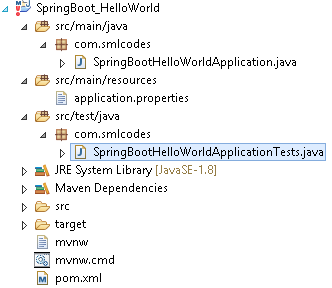 SpringBoot_HelloWorld
src/main/java
com.smlcodes
SpringBootHelloWorldApplication.java
src/main/resources
application.properties
src/test/java
com.smlcodes
SpringBootHelloWorldApplicationTests.java
JRE System Library [JavaSE-1.8]
Maven Dependencies
src
target
mvnw
mvnw.cmd
pom.xml